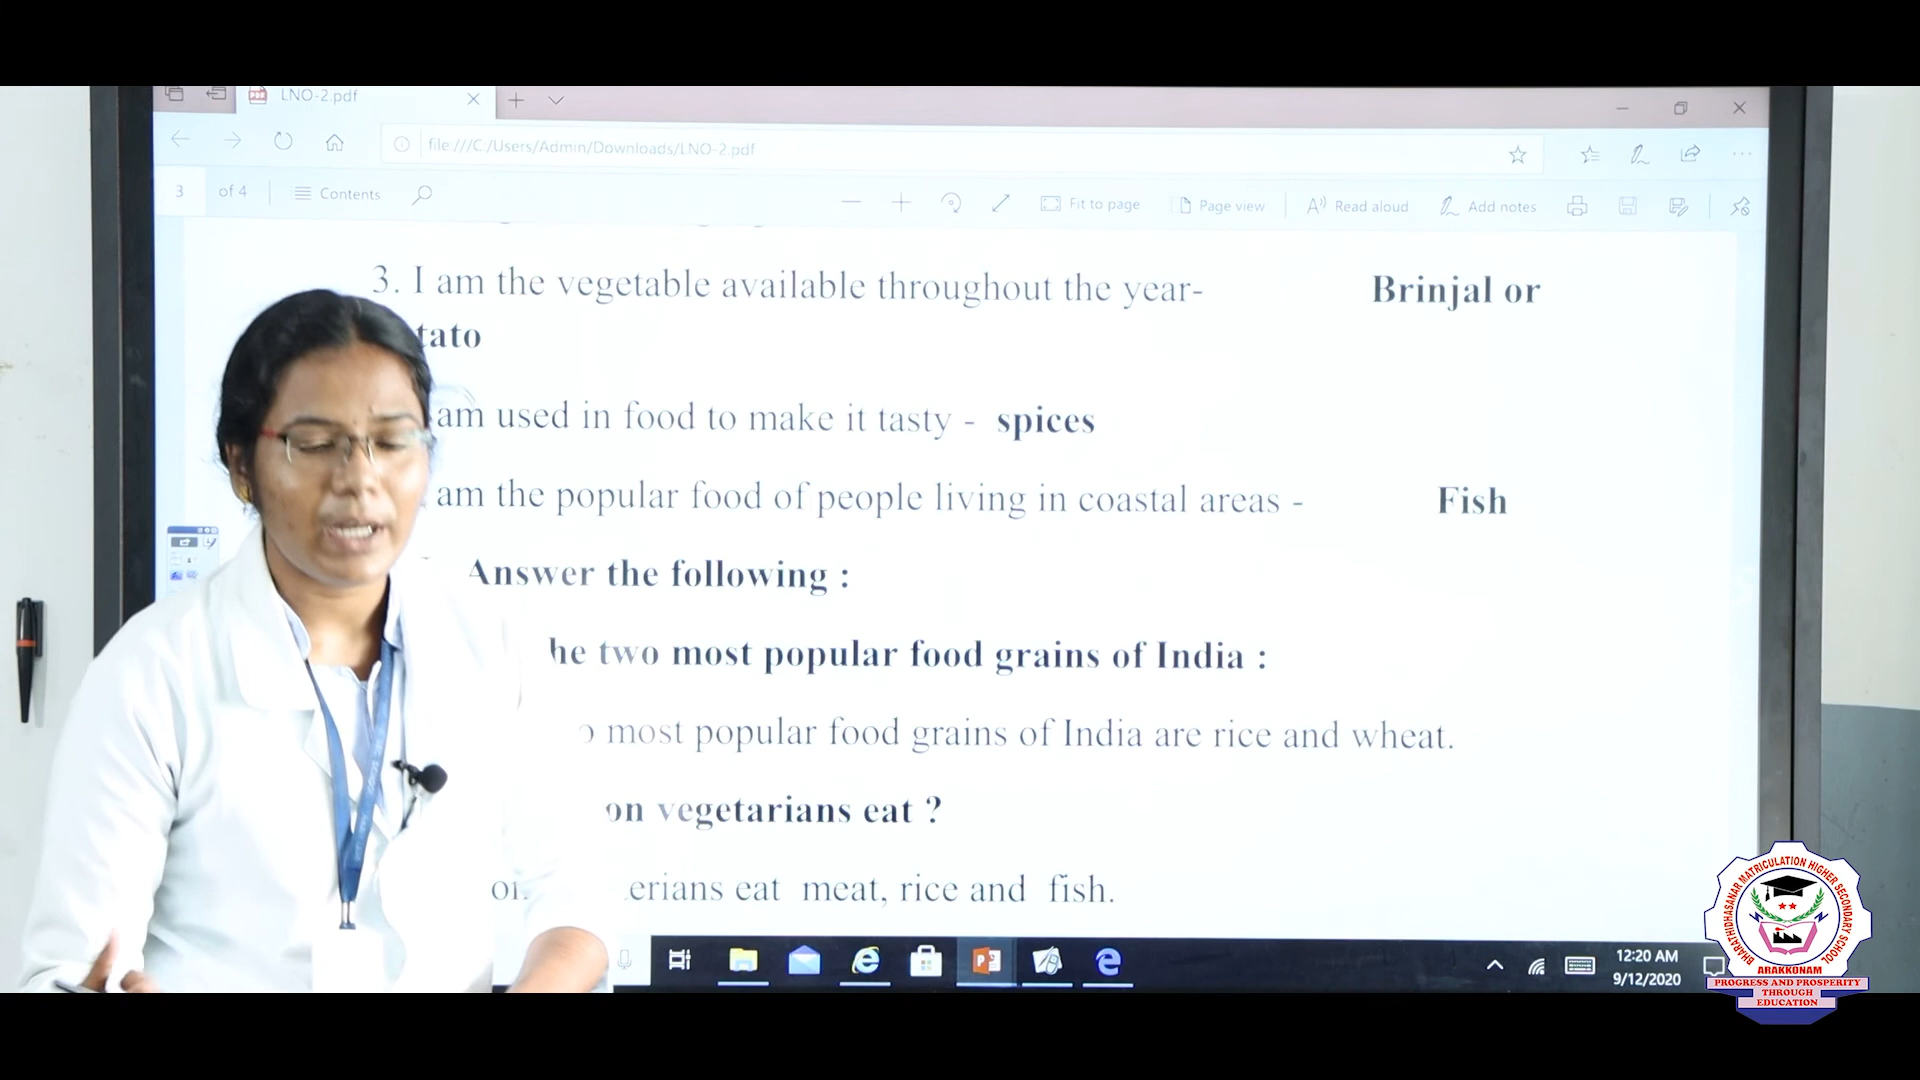 LNO-2.pdf
file:///C:/Users/Admin/Downloads/LNO-2.pdf
3 of 4 Contents Fit to page Page view Read aloud Add notes
3. I am the vegetable available throughout the year- Brinjal or
tato
am used in food to make it tasty - spices
am the popular food of people living in coastal areas - Fish
Answer the following :
he two most popular food grains of India :
o most popular food grains of India are rice and wheat.
on vegetarians eat ?
erians eat meat, rice and fish.
12:20 AM
9/12/2020
BHARATHIDHASANAR MATRICULATION HIGHER SECONDARY SCHOOL
ARAKKONAM
PROGRESS AND PROSPERITY
THROUGH
EDUCATION